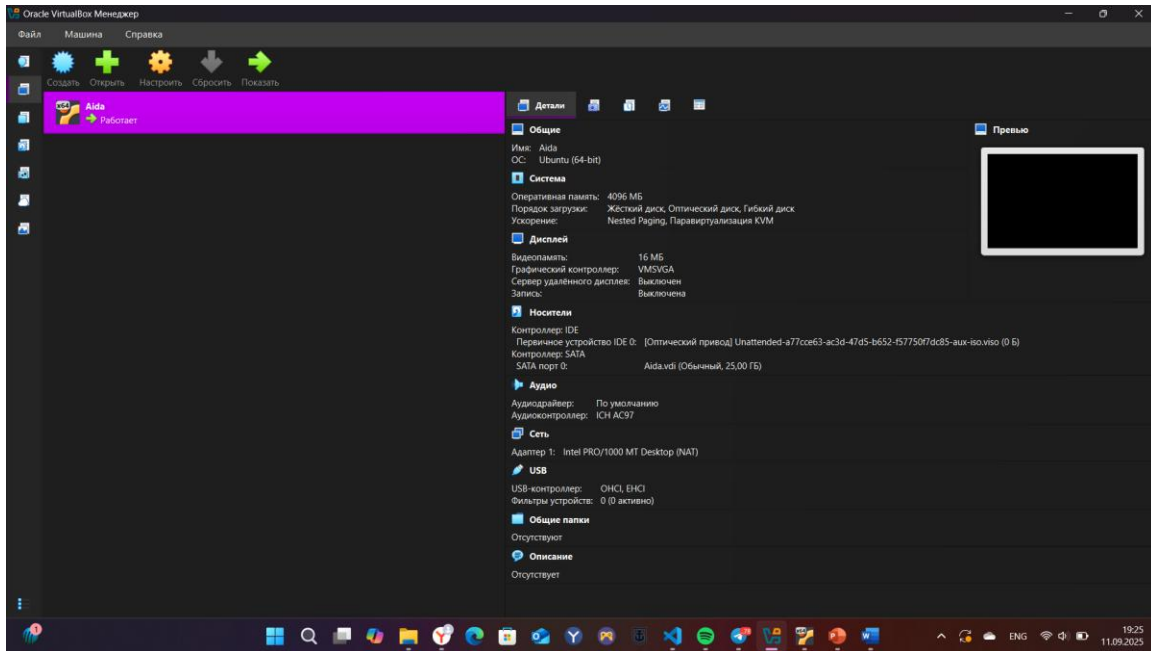 Oracle VirtualBox Менеджер
Файл Машина Справка
Создать Открыть Настроить Сбросить Показать
x64 Aida
Работает
Детали
Общие
Имя: Aida
ОС: Ubuntu (64-bit)
Превью
Система
Оперативная память: 4096 МБ
Порядок загрузки: Жёсткий диск, Оптический диск, Гибкий диск
Ускорение: Nested Paging, Паравиртуализация KVM
Дисплей
Видеопамять: 16 МБ
Графический контроллер: VMSVGA
Сервер удалённого дисплея: Выключен
Запись: Выключена
Носители
Контроллер: IDE
Первичное устройство IDE 0: [Оптический привод] Unattended-a77cce63-ac3d-47d5-b652-f57750f7dc85-aux-iso.viso (0 Б)
Контроллер: SATA
SATA порт 0: Aida.vdi (Обычный, 25,00 ГБ)
Аудио
Аудиодрайвер: По умолчанию
Аудиоконтроллер: ICH AC97
Сеть
Адаптер 1: Intel PRO/1000 MT Desktop (NAT)
USB
USB-контроллер: OHCI, EHCI
Фильтры устройств: 0 (0 активно)
Общие папки
Отсутствуют
Описание
Отсутствует
1
ENG
19:25
11.09.2025